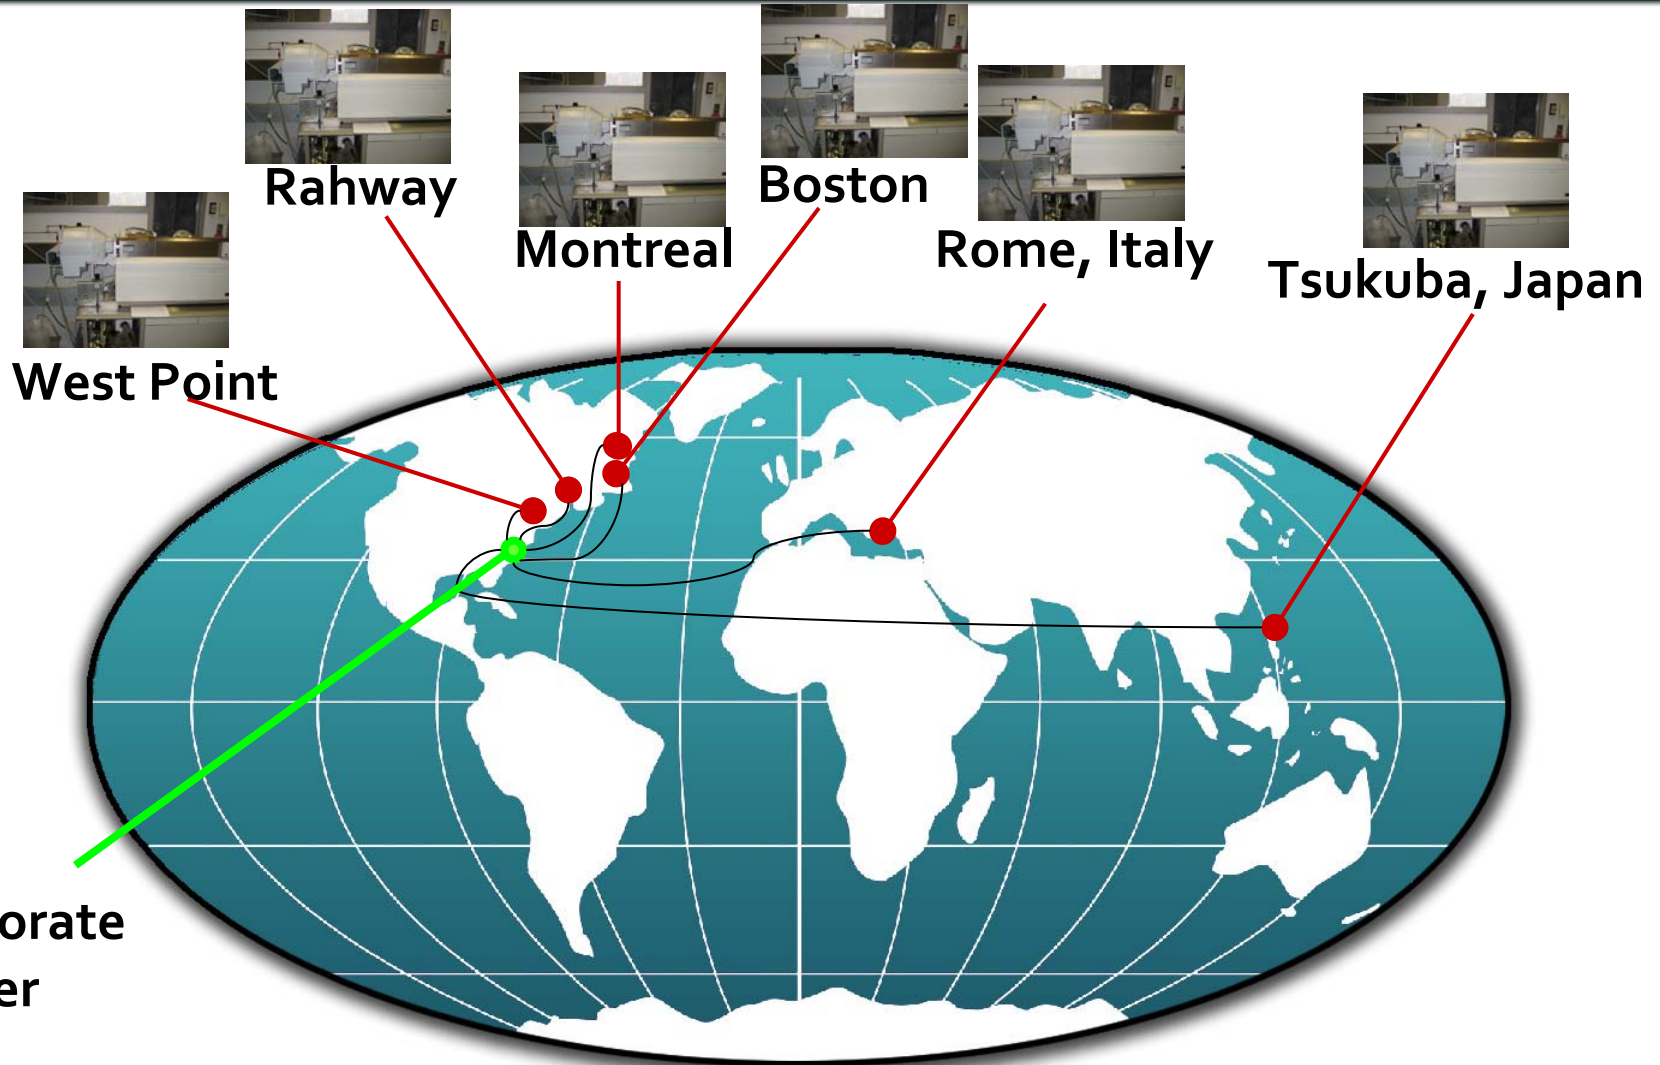 Rahway
Boston
Montreal
Rome, Italy
Tsukuba, Japan
West Point
orate
er